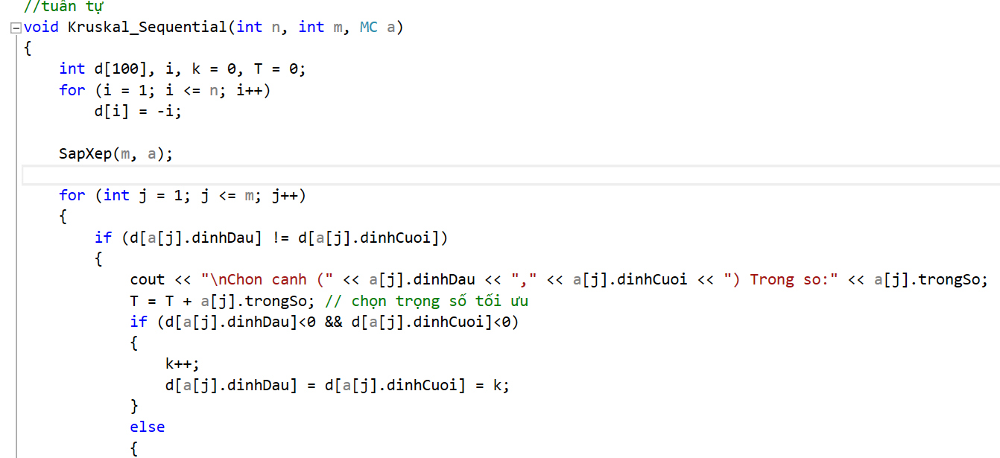 //tuần tự
void Kruskal_Sequential(int n, int m, MC a)
{
int d[100], i, k = 0, T = 0;
for (i = 1; i <= n; i++)
d[i] = -i;
SapXep(m, a);
for (int j = 1; j <= m; j++)
{
if (d[a[j].dinhDau] != d[a[j].dinhCuoi])
{
cout << "\nChon canh (" << a[j].dinhDau << "," << a[j].dinhCuoi << ") Trong so:" << a[j].trongSo;
T = T + a[j].trongSo; // chọn trọng số tối ưu
if (d[a[j].dinhDau]<0 && d[a[j].dinhCuoi]<0)
{
k++;
d[a[j].dinhDau] = d[a[j].dinhCuoi] = k;
}
else
{